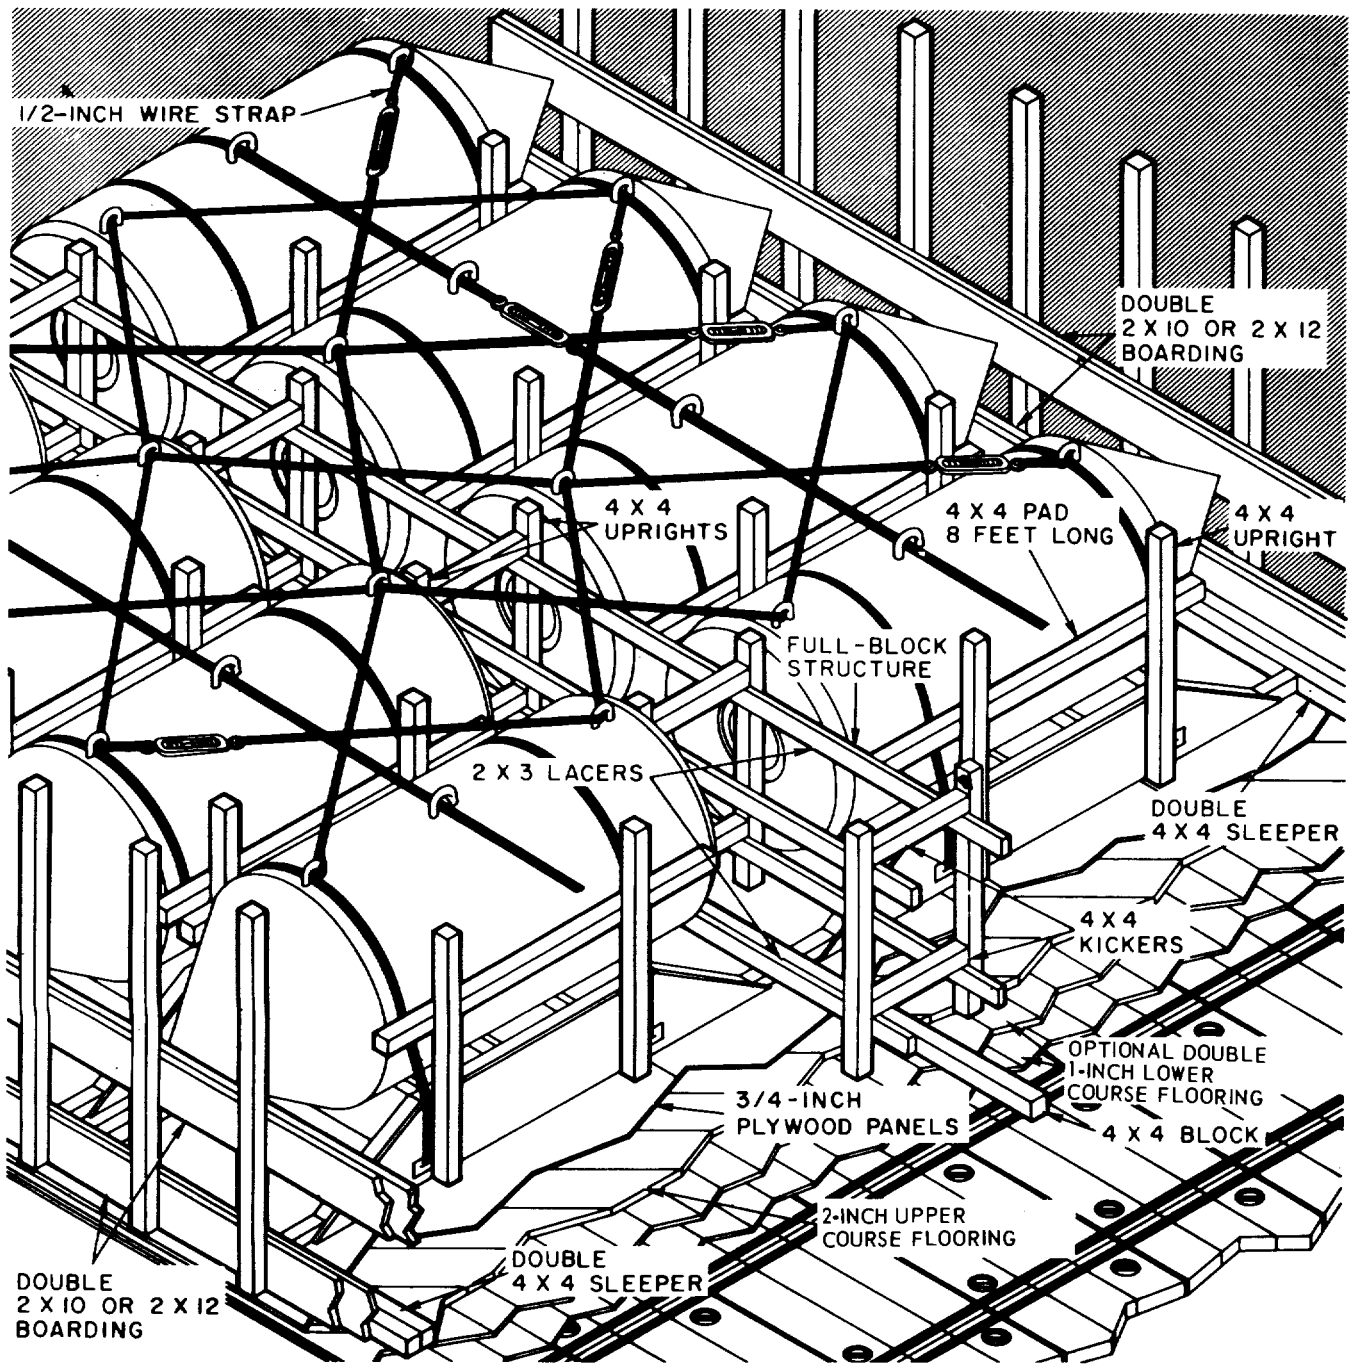 1/2-INCH WIRE STRAP
DOUBLE
2 X 10 OR 2 X 12
BOARDING
4 X 4
UPRIGHTS
4 X 4 PAD
8 FEET LONG
4 X 4
UPRIGHT
FULL-BLOCK
STRUCTURE
2 X 3 LACERS
DOUBLE
4 X 4 SLEEPER
4 X 4
KICKERS
OPTIONAL DOUBLE
1-INCH LOWER
COURSE FLOORING
3/4-INCH
PLYWOOD PANELS
4 X 4 BLOCK
2-INCH UPPER
COURSE FLOORING
DOUBLE
4 X 4 SLEEPER
DOUBLE
2 X 10 OR 2 X 12
BOARDING